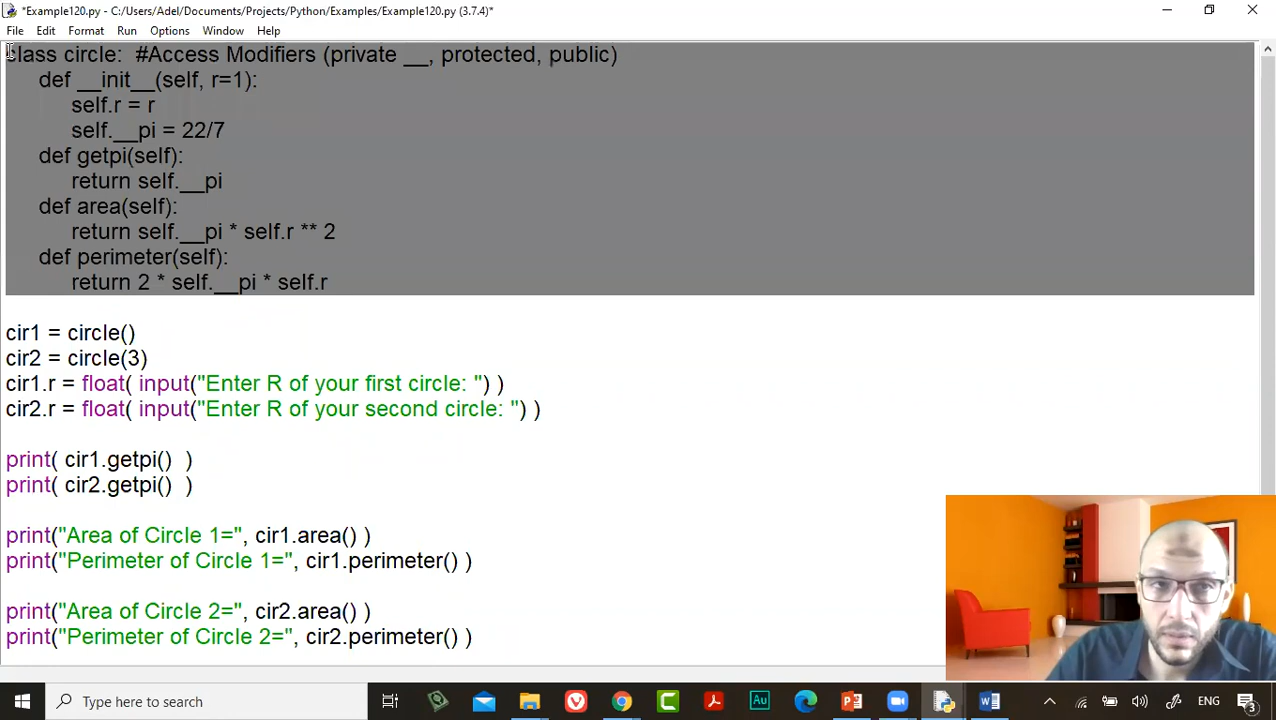 *Example120.py - C:/Users/Adel/Documents/Projects/Python/Examples/Example120.py (3.7.4)*
File Edit Format Run Options Window Help
class circle: #Access Modifiers (private __, protected, public)
def __init__(self, r=1):
self.r = r
self.__pi = 22/7
def getpi(self):
return self.__pi
def area(self):
return self.__pi * self.r ** 2
def perimeter(self):
return 2 * self.__pi * self.r
cir1 = circle()
cir2 = circle(3)
cir1.r = float( input("Enter R of your first circle: ") )
cir2.r = float( input("Enter R of your second circle: ") )
print( cir1.getpi() )
print( cir2.getpi() )
print("Area of Circle 1=", cir1.area() )
print("Perimeter of Circle 1=", cir1.perimeter() )
print("Area of Circle 2=", cir2.area() )
print("Perimeter of Circle 2=", cir2.perimeter() )
Type here to search
Au
ENG
3